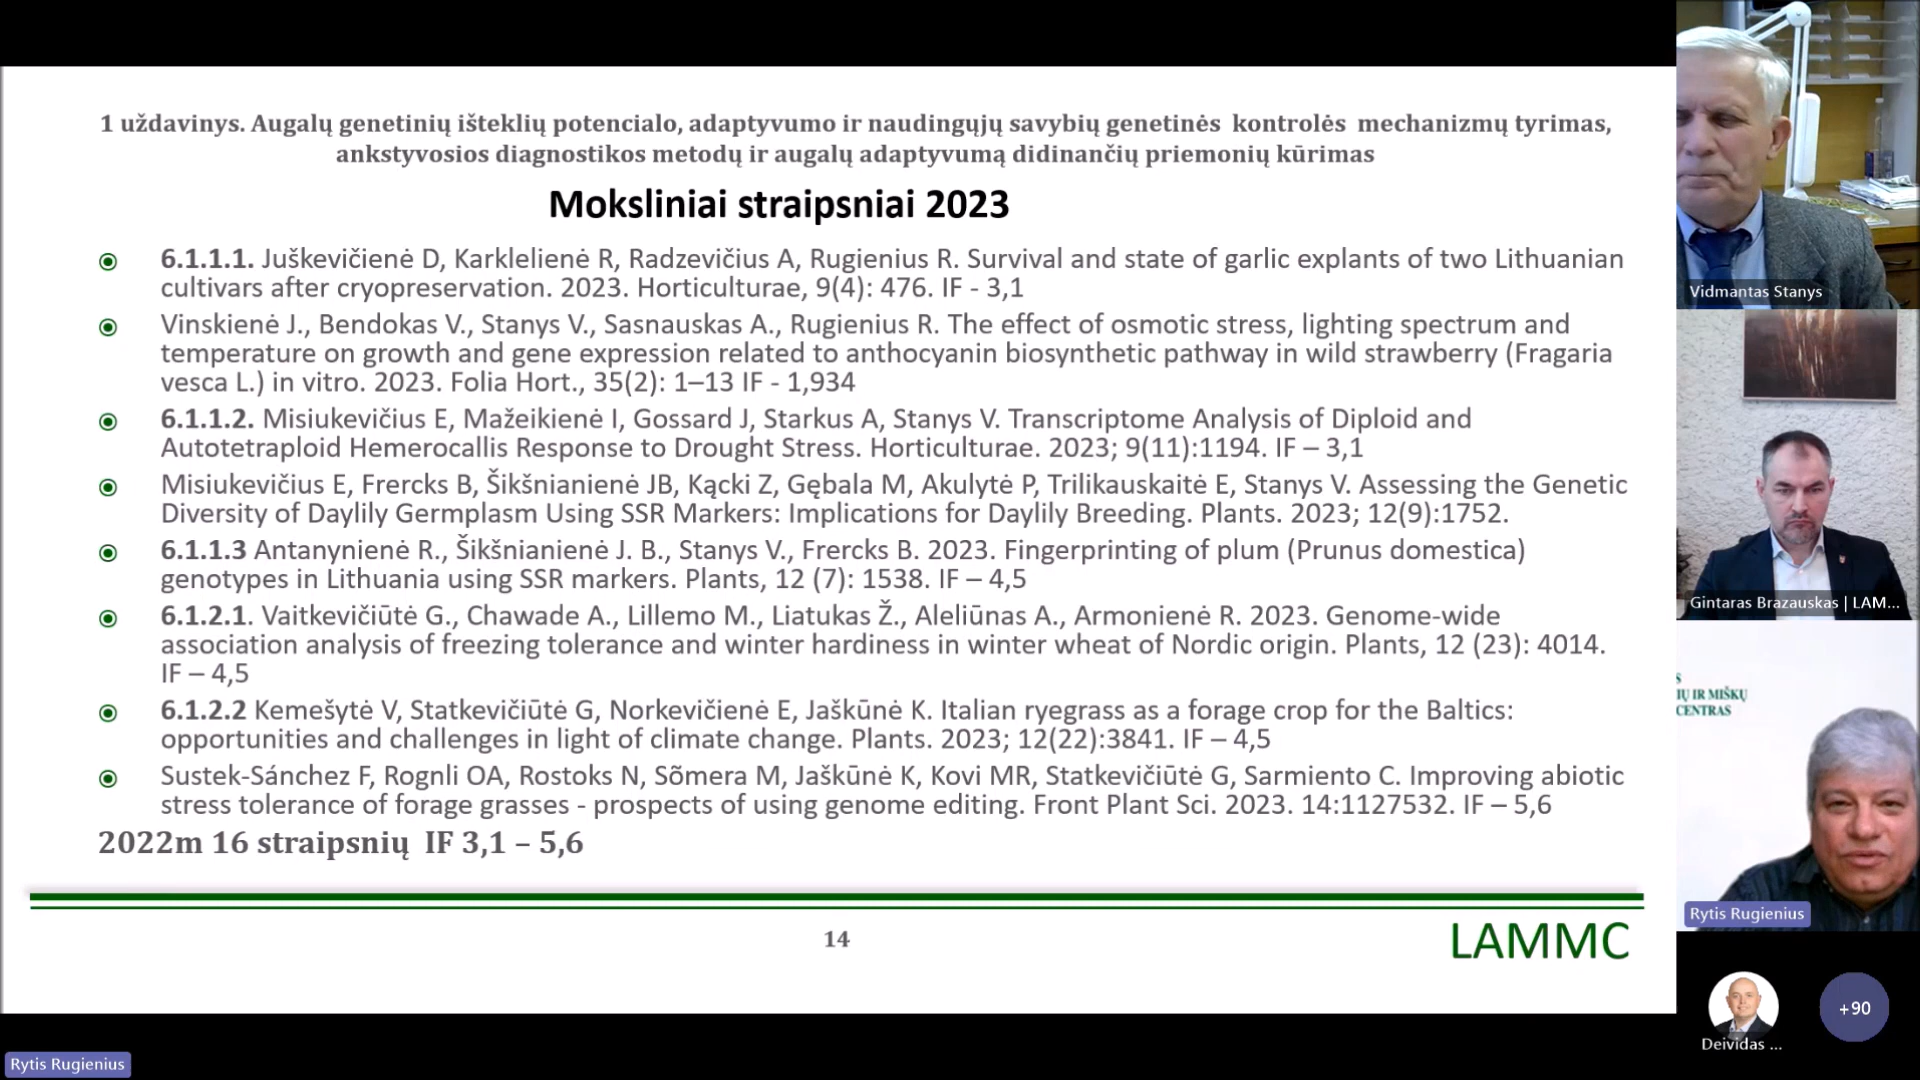 1 uždavinys. Augalų genetinių išteklių potencialo, adaptyvumo ir naudingųjų savybių genetinės kontrolės mechanizmų tyrimas,
ankstyvosios diagnostikos metodų ir augalų adaptyvumą didinančių priemonių kūrimas
Moksliniai straipsniai 2023
6.1.1.1. Juškevičienė D, Karklelienė R, Radzevičius A, Rugienius R. Survival and state of garlic explants of two Lithuanian
cultivars after cryopreservation. 2023. Horticulturae, 9(4): 476. IF - 3,1
Vinskienė J., Bendokas V., Stanys V., Sasnauskas A., Rugienius R. The effect of osmotic stress, lighting spectrum and
temperature on growth and gene expression related to anthocyanin biosynthetic pathway in wild strawberry (Fragaria
vesca L.) in vitro. 2023. Folia Hort., 35(2): 1–13 IF - 1,934
6.1.1.2. Misiukevičius E, Mažeikienė I, Gossard J, Starkus A, Stanys V. Transcriptome Analysis of Diploid and
Autotetraploid Hemerocallis Response to Drought Stress. Horticulturae. 2023; 9(11):1194. IF – 3,1
Misiukevičius E, Frercks B, Šikšnianienė JB, Kącki Z, Gębala M, Akulytė P, Trilikauskaitė E, Stanys V. Assessing the Genetic
Diversity of Daylily Germplasm Using SSR Markers: Implications for Daylily Breeding. Plants. 2023; 12(9):1752.
6.1.1.3 Antanynienė R., Šikšnianienė J. B., Stanys V., Frercks B. 2023. Fingerprinting of plum (Prunus domestica)
genotypes in Lithuania using SSR markers. Plants, 12 (7): 1538. IF – 4,5
6.1.2.1. Vaitkevičiūtė G., Chawade A., Lillemo M., Liatukas Ž., Aleliūnas A., Armonienė R. 2023. Genome-wide
association analysis of freezing tolerance and winter hardiness in winter wheat of Nordic origin. Plants, 12 (23): 4014.
IF – 4,5
6.1.2.2 Kemešytė V, Statkevičiūtė G, Norkevičienė E, Jaškūnė K. Italian ryegrass as a forage crop for the Baltics:
opportunities and challenges in light of climate change. Plants. 2023; 12(22):3841. IF – 4,5
Sustek-Sánchez F, Rognli OA, Rostoks N, Sõmera M, Jaškūnė K, Kovi MR, Statkevičiūtė G, Sarmiento C. Improving abiotic
stress tolerance of forage grasses - prospects of using genome editing. Front Plant Sci. 2023. 14:1127532. IF – 5,6
2022m 16 straipsnių IF 3,1 – 5,6
14
LAMMC
Vidmantas Stanys
Gintaras Brazauskas | LAM...
S
IŲ IR MIŠKŲ
CENTRAS
Rytis Rugienius
Deividas ...
+90
Rytis Rugienius